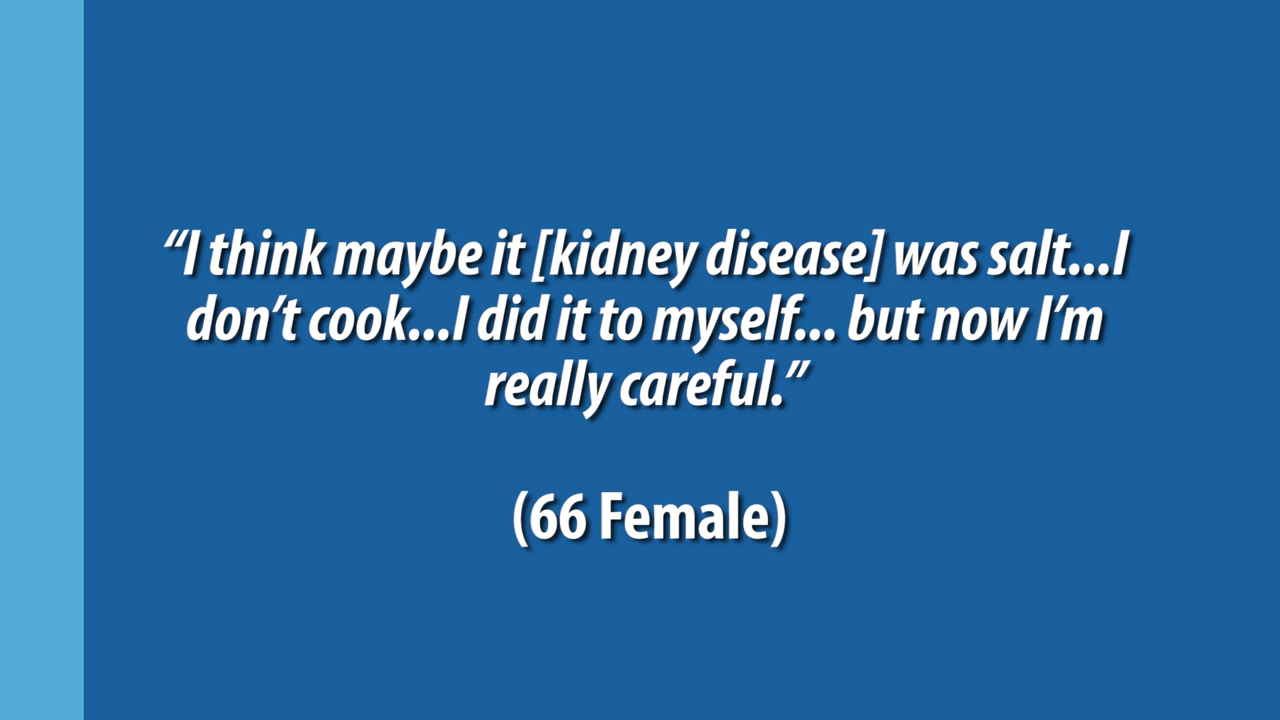 “I think maybe it [kidney disease] was salt...I
don’t cook...I did it to myself... but now I’m
really careful.”
(66 Female)